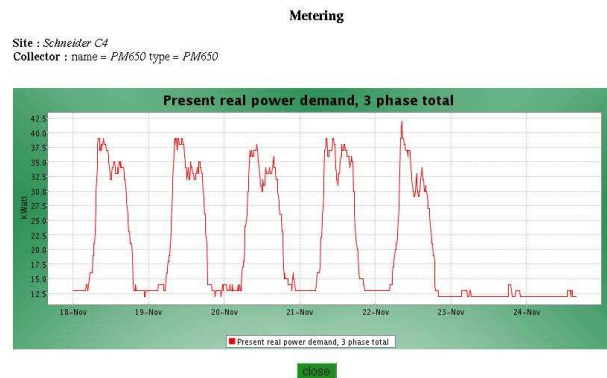 Metering
Site : Schneider C4
Collector : name = PM650 type = PM650
Present real power demand, 3 phase total
42.5
40.0
37.5
35.0
32.5
30.0
27.5
25.0
22.5
20.0
17.5
15.0
12.5
kWatt
18-Nov 19-Nov 20-Nov 21-Nov 22-Nov 23-Nov 24-Nov
Present real power demand, 3 phase total
close